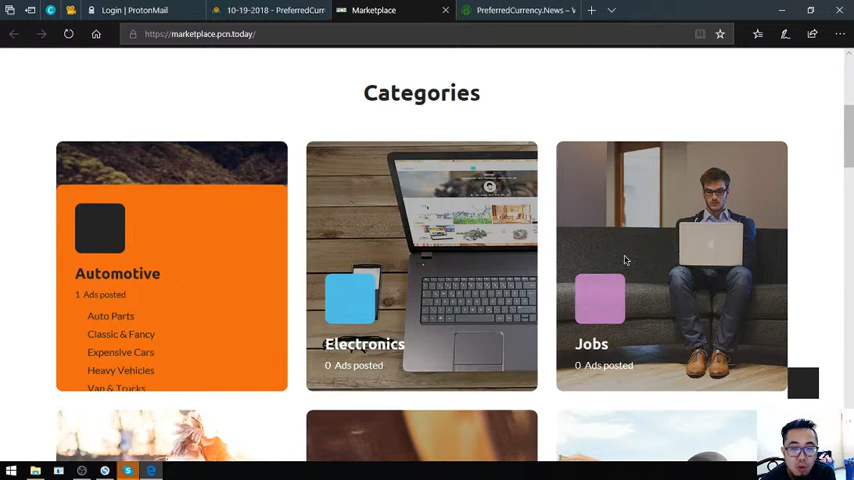 Login | ProtonMail
10-19-2018 - PreferredCurr
Marketplace
PreferredCurrency.News – V
https://marketplace.pcn.today/
Categories
Automotive
1 Ads posted
Auto Parts
Classic & Fancy
Expensive Cars
Heavy Vehicles
Van & Trucks
Electronics
0 Ads posted
Jobs
0 Ads posted